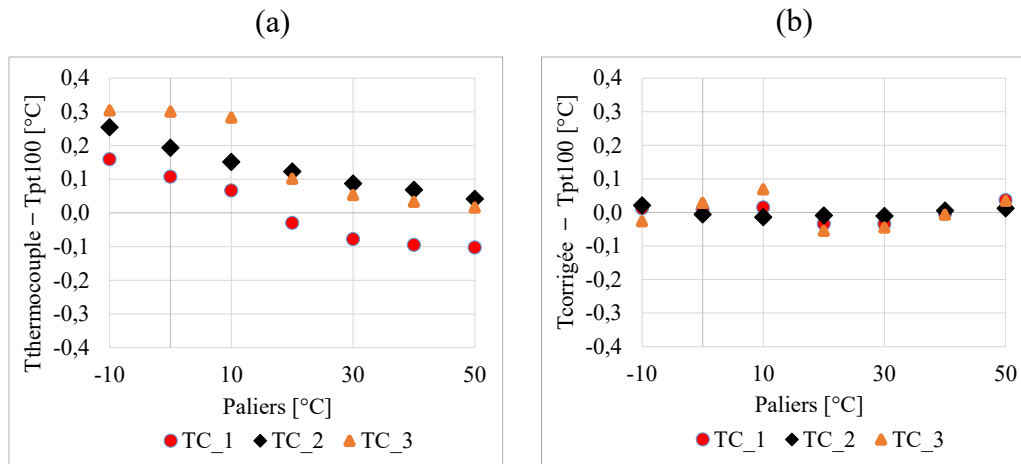 (a)
Tthermocouple – Tpt100 [°C]
0,4
0,3
0,2
0,1
0,0
-0,1
-0,2
-0,3
-0,4
-10
10
30
50
Paliers [°C]
TC_1
TC_2
TC_3
(b)
Tcorrigée – Tpt100 [°C]
0,4
0,3
0,2
0,1
0,0
-0,1
-0,2
-0,3
-0,4
-10
10
30
50
Paliers [°C]
TC_1
TC_2
TC_3